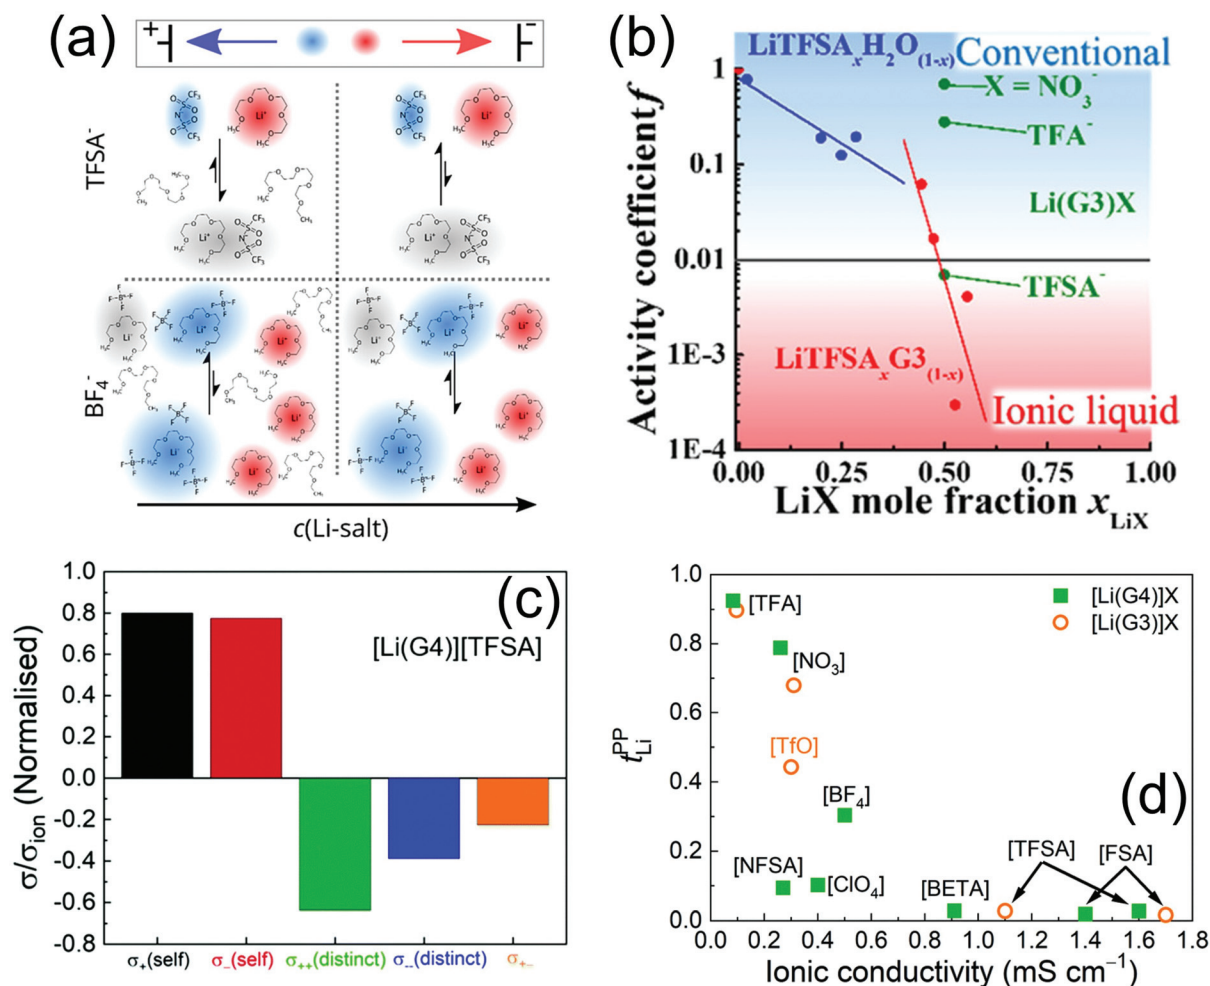 (a)
+
-
TFSA-
BF4-
c(Li-salt)
(b)
LiTFSAxH2O(1-x)
Conventional
X = NO3-
TFA-
Li(G3)X
TFSA-
LiTFSAxG3(1-x)
Ionic liquid
1
0.1
0.01
1E-3
1E-4
Activity coefficient f
0.00 0.25 0.50 0.75 1.00
LiX mole fraction xLiX
(c)
[Li(G4)][TFSA]
1.0
0.8
0.6
0.4
0.2
0.0
-0.2
-0.4
-0.6
-0.8
σ/σion (Normalised)
σ+(self) σ-(self) σ++(distinct) σ--(distinct) σ+-
(d)
[Li(G4)]X
[Li(G3)]X
[TFA]
[NO3]
[TfO]
[BF4]
[TFSA] [FSA]
[NFSA] [ClO4] [BETA]
1.0
0.8
0.6
0.4
0.2
0.0
tLiPP
0.0 0.2 0.4 0.6 0.8 1.0 1.2 1.4 1.6 1.8
Ionic conductivity (mS cm−1)